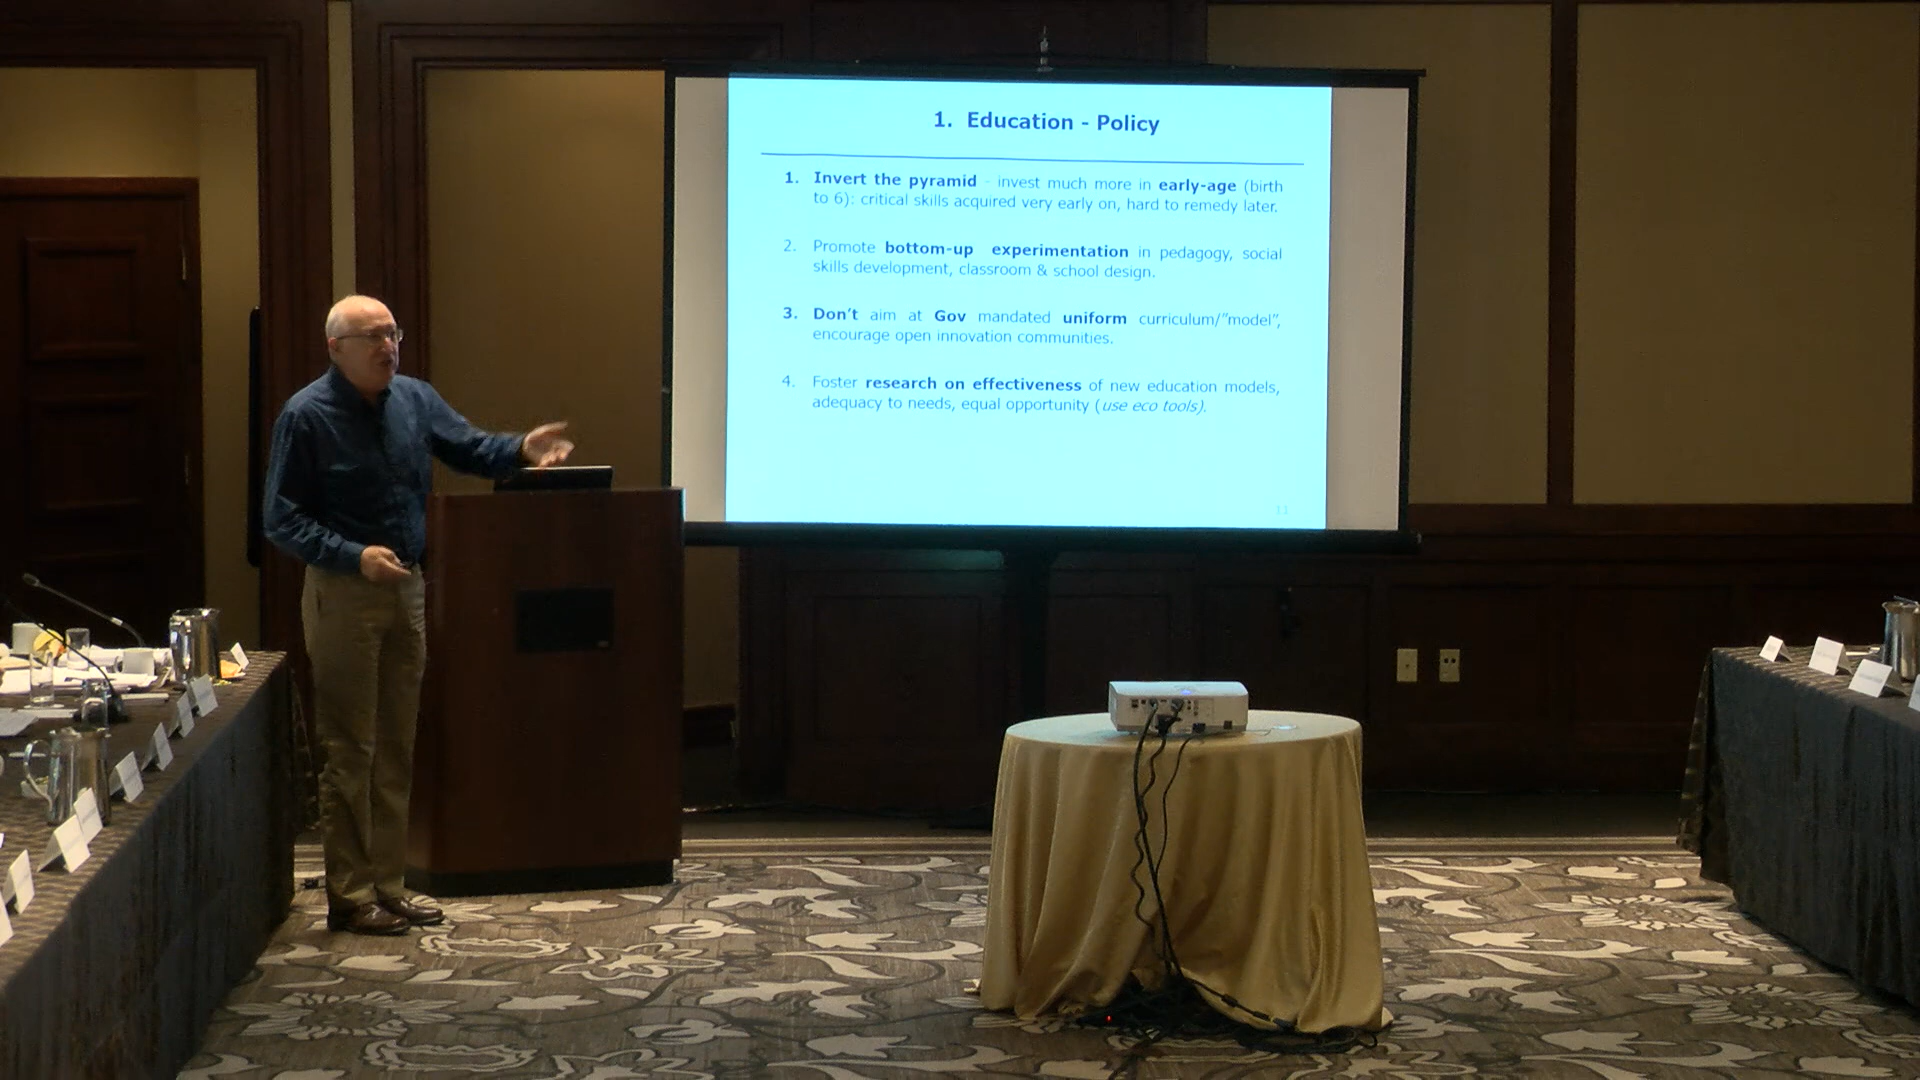 1. Education - Policy
1. Invert the pyramid - invest much more in early-age (birth
to 6): critical skills acquired very early on, hard to remedy later.
2. Promote bottom-up experimentation in pedagogy, social
skills development, classroom & school design.
3. Don't aim at Gov mandated uniform curriculum/"model",
encourage open innovation communities.
4. Foster research on effectiveness of new education models,
adequacy to needs, equal opportunity (use eco tools).
11